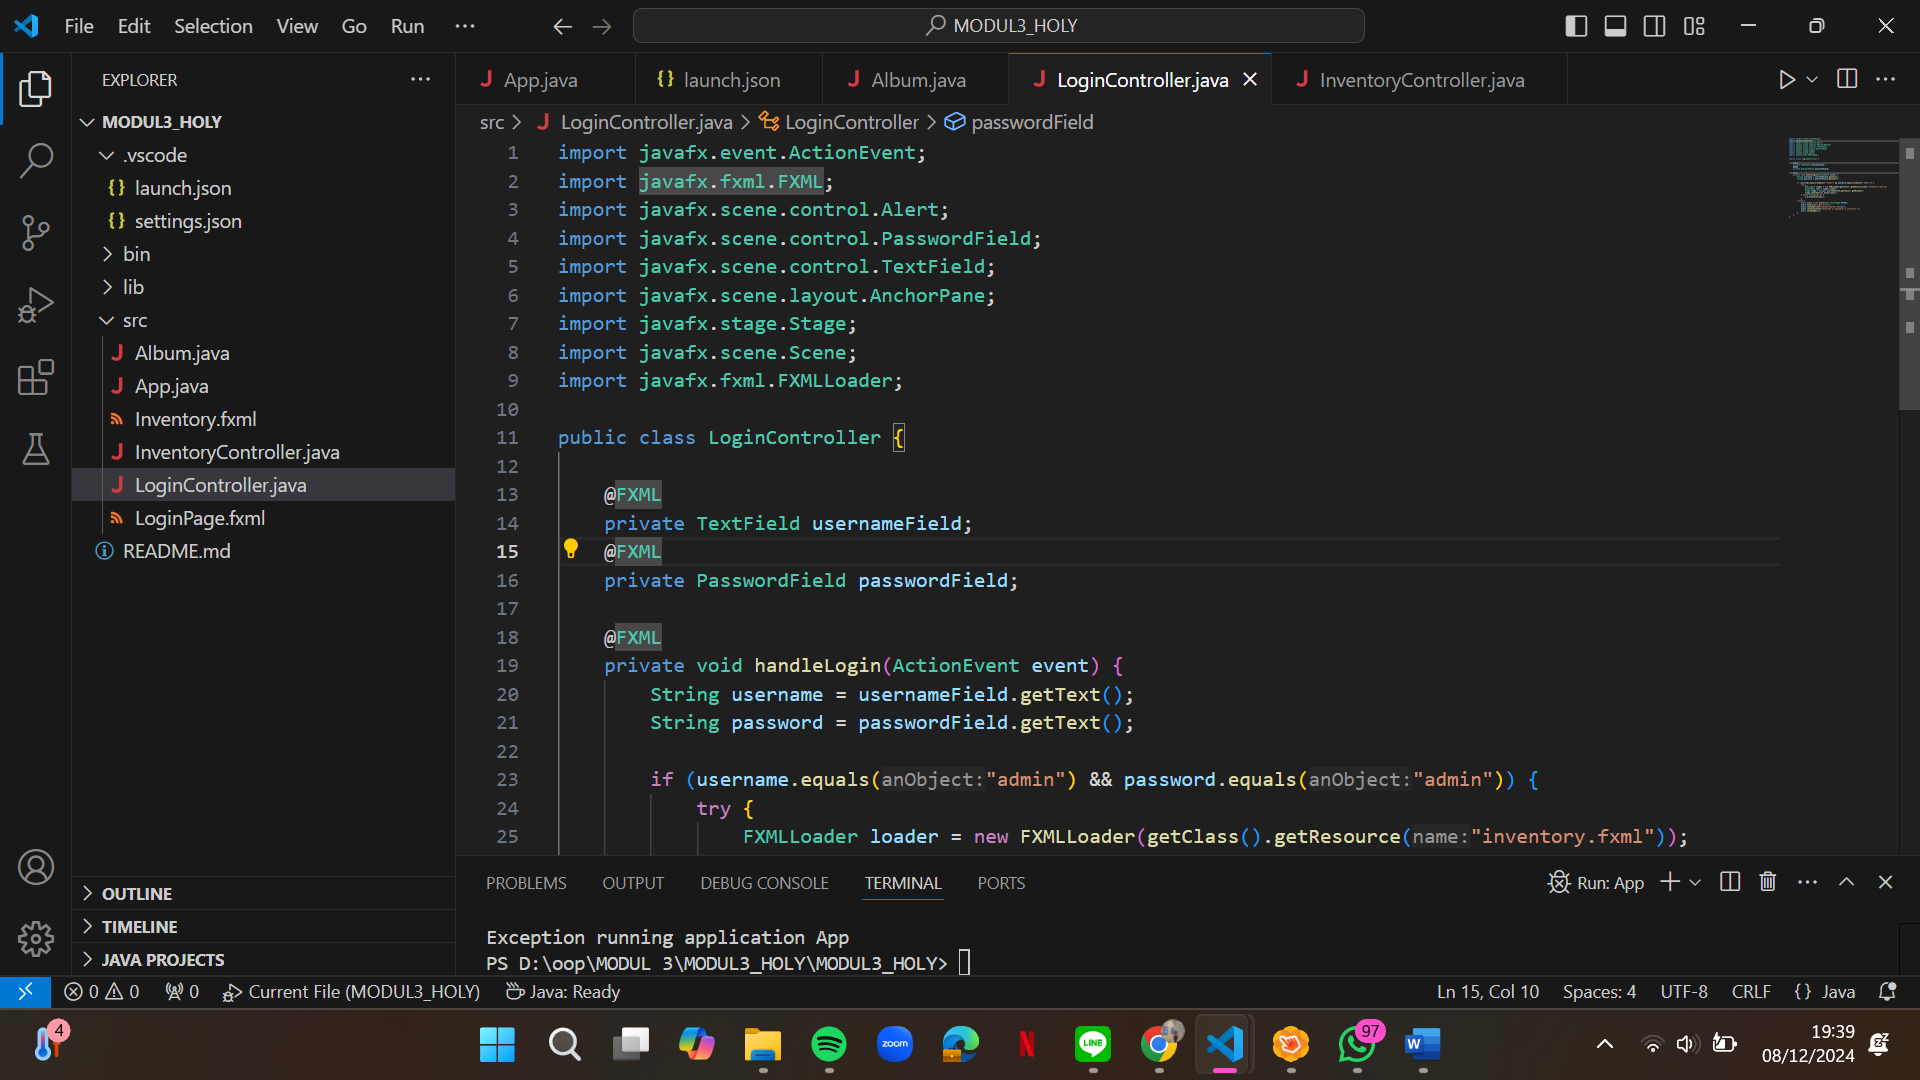 File Edit Selection View Go Run ···
MODUL3_HOLY
EXPLORER
MODUL3_HOLY
.vscode
{} launch.json
{} settings.json
bin
lib
src
J Album.java
J App.java
Inventory.fxml
J InventoryController.java
J LoginController.java
LoginPage.fxml
README.md
OUTLINE
TIMELINE
JAVA PROJECTS
J App.java {} launch.json J Album.java J LoginController.java J InventoryController.java
src > J LoginController.java > LoginController > passwordField
1 import javafx.event.ActionEvent;
2 import javafx.fxml.FXML;
3 import javafx.scene.control.Alert;
4 import javafx.scene.control.PasswordField;
5 import javafx.scene.control.TextField;
6 import javafx.scene.layout.AnchorPane;
7 import javafx.stage.Stage;
8 import javafx.scene.Scene;
9 import javafx.fxml.FXMLLoader;
10
11 public class LoginController {
12
13 @FXML
14 private TextField usernameField;
15 @FXML
16 private PasswordField passwordField;
17
18 @FXML
19 private void handleLogin(ActionEvent event) {
20 String username = usernameField.getText();
21 String password = passwordField.getText();
22
23 if (username.equals(anObject:"admin") && password.equals(anObject:"admin")) {
24 try {
25 FXMLLoader loader = new FXMLLoader(getClass().getResource(name:"inventory.fxml"));
PROBLEMS OUTPUT DEBUG CONSOLE TERMINAL PORTS
Run: App
Exception running application App
PS D:\oop\MODUL 3\MODUL3_HOLY\MODUL3_HOLY>
0 0 0 Current File (MODUL3_HOLY) Java: Ready
Ln 15, Col 10 Spaces: 4 UTF-8 CRLF {} Java
4
zoom
N
LINE
97
W
19:39
08/12/2024